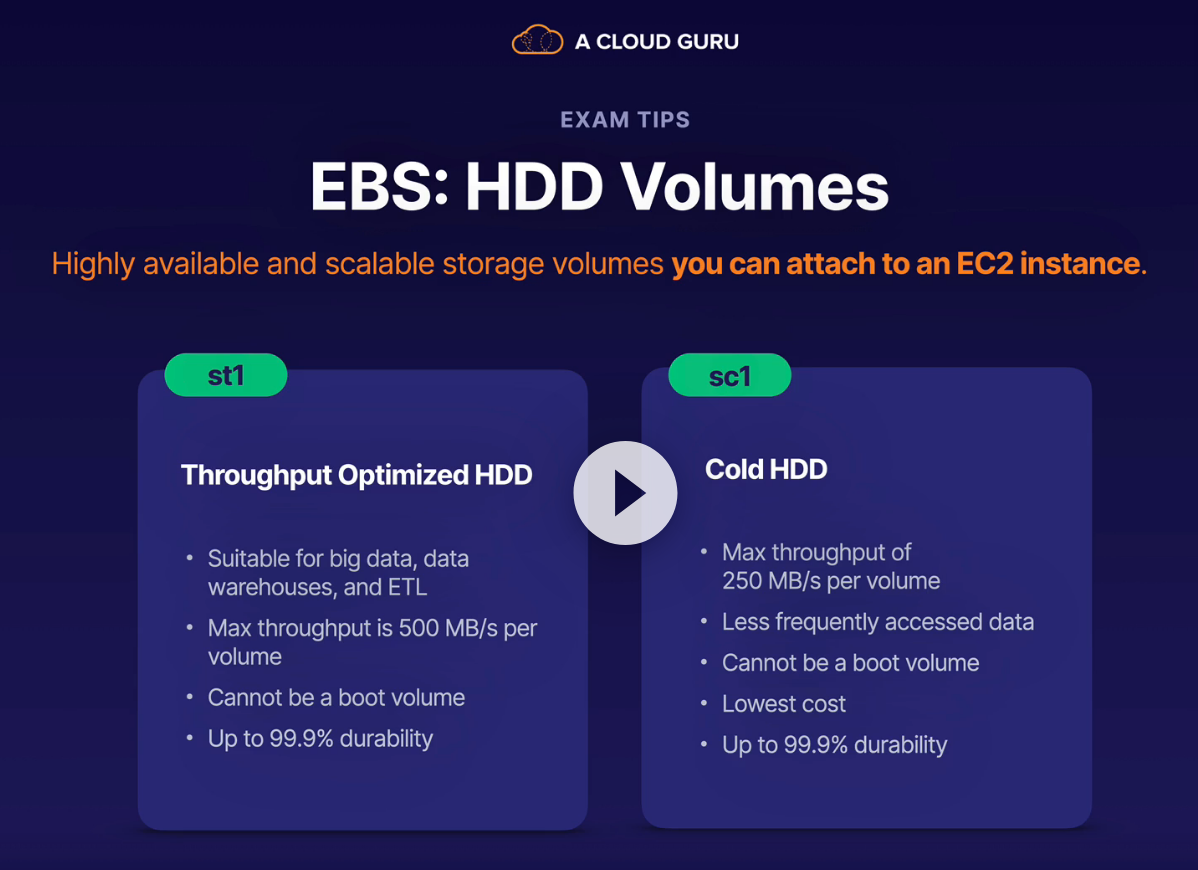 A CLOUD GURU
EXAM TIPS
EBS: HDD Volumes
Highly available and scalable storage volumes you can attach to an EC2 instance.
st1
Throughput Optimized HDD
• Suitable for big data, data
warehouses, and ETL
• Max throughput is 500 MB/s per
volume
• Cannot be a boot volume
• Up to 99.9% durability
sc1
Cold HDD
• Max throughput of
250 MB/s per volume
• Less frequently accessed data
• Cannot be a boot volume
• Lowest cost
• Up to 99.9% durability